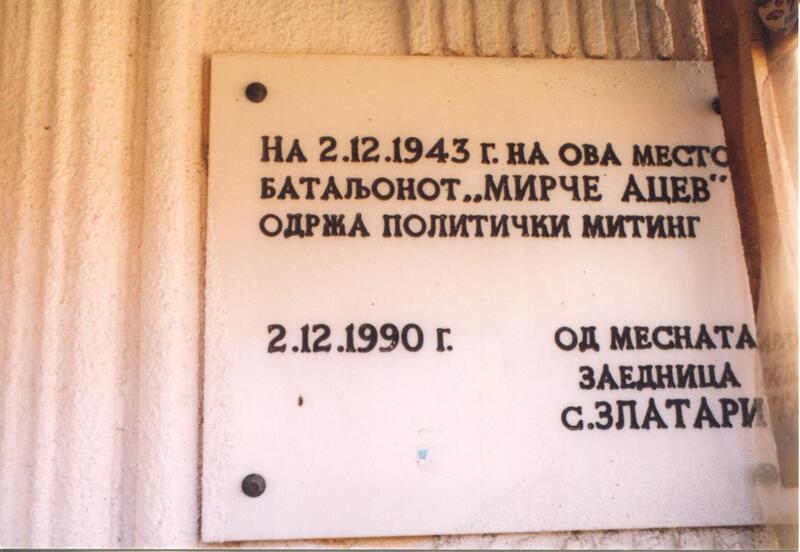 НА 2.12.1943 Г. НА ОВА МЕСТО
БАТАЉОНОТ „МИРЧЕ АЦЕВ"
ОДРЖА ПОЛИТИЧКИ МИТИНГ
2.12.1990 Г.
ОД МЕСНАТА
ЗАЕДНИЦА
С.ЗЛАТАРИ